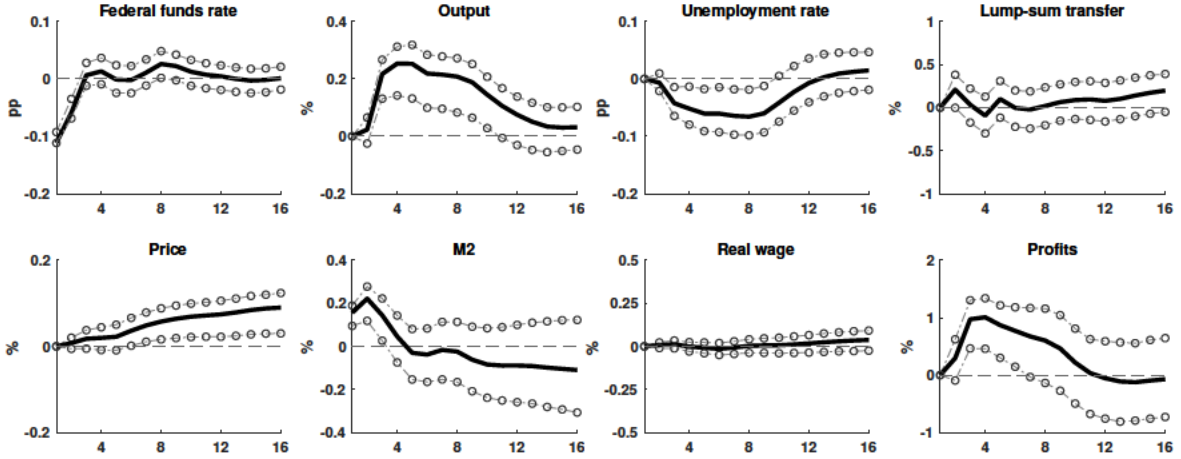 Federal funds rate
0.1
0
-0.1
-0.2
pp
4 8 12 16
Output
0.4
0.2
0
0.2
%
4 8 12 16
Unemployment rate
0.1
0
-0.1
-0.2
pp
4 8 12 16
Lump-sum transfer
1
0.5
0
-0.5
-1
%
4 8 12 16
Price
0.2
0
-0.2
%
4 8 12 16
M2
0.4
0.2
0
-0.2
-0.4
%
4 8 12 16
Real wage
0.5
0.25
0
-0.25
-0.5
%
4 8 12 16
Profits
2
1
0
-1
%
4 8 12 16